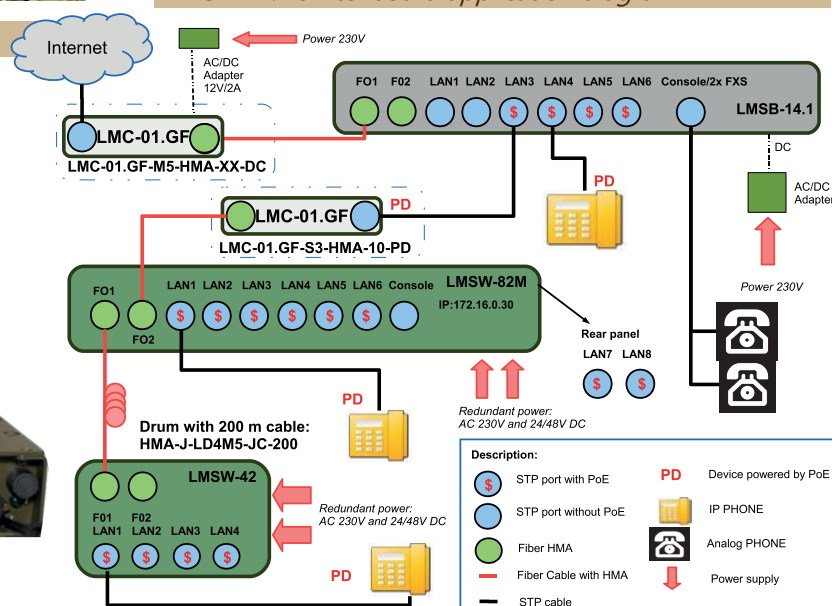 Internet
Power 230V
AC/DC
Adapter
12V/2A
FO1 F02 LAN1 LAN2 LAN3 LAN4 LAN5 LAN6 Console/2x FXS
$ $ $ $
LMSB-14.1
LMC-01.GF
LMC-01.GF-M5-HMA-XX-DC
DC
AC/DC
Adapter
PD
PD
LMC-01.GF
LMC-01.GF-S3-HMA-10-PD
Power 230V
FO1 LAN1 LAN2 LAN3 LAN4 LAN5 LAN6 Console
LMSW-82M
IP:172.16.0.30
$ $ $ $ $ $
FO2
Rear panel
LAN7 LAN8
$ $
PD
Redundant power:
AC 230V and 24/48V DC
Drum with 200 m cable:
HMA-J-LD4M5-JC-200
LMSW-42
F01 F02
LAN1 LAN2 LAN3 LAN4
$ $ $ $
Redundant power:
AC 230V and 24/48V DC
PD
Description:
$ STP port with PoE
STP port without PoE
Fiber HMA
Fiber Cable with HMA
STP cable
PD Device powered by PoE
IP PHONE
Analog PHONE
Power supply